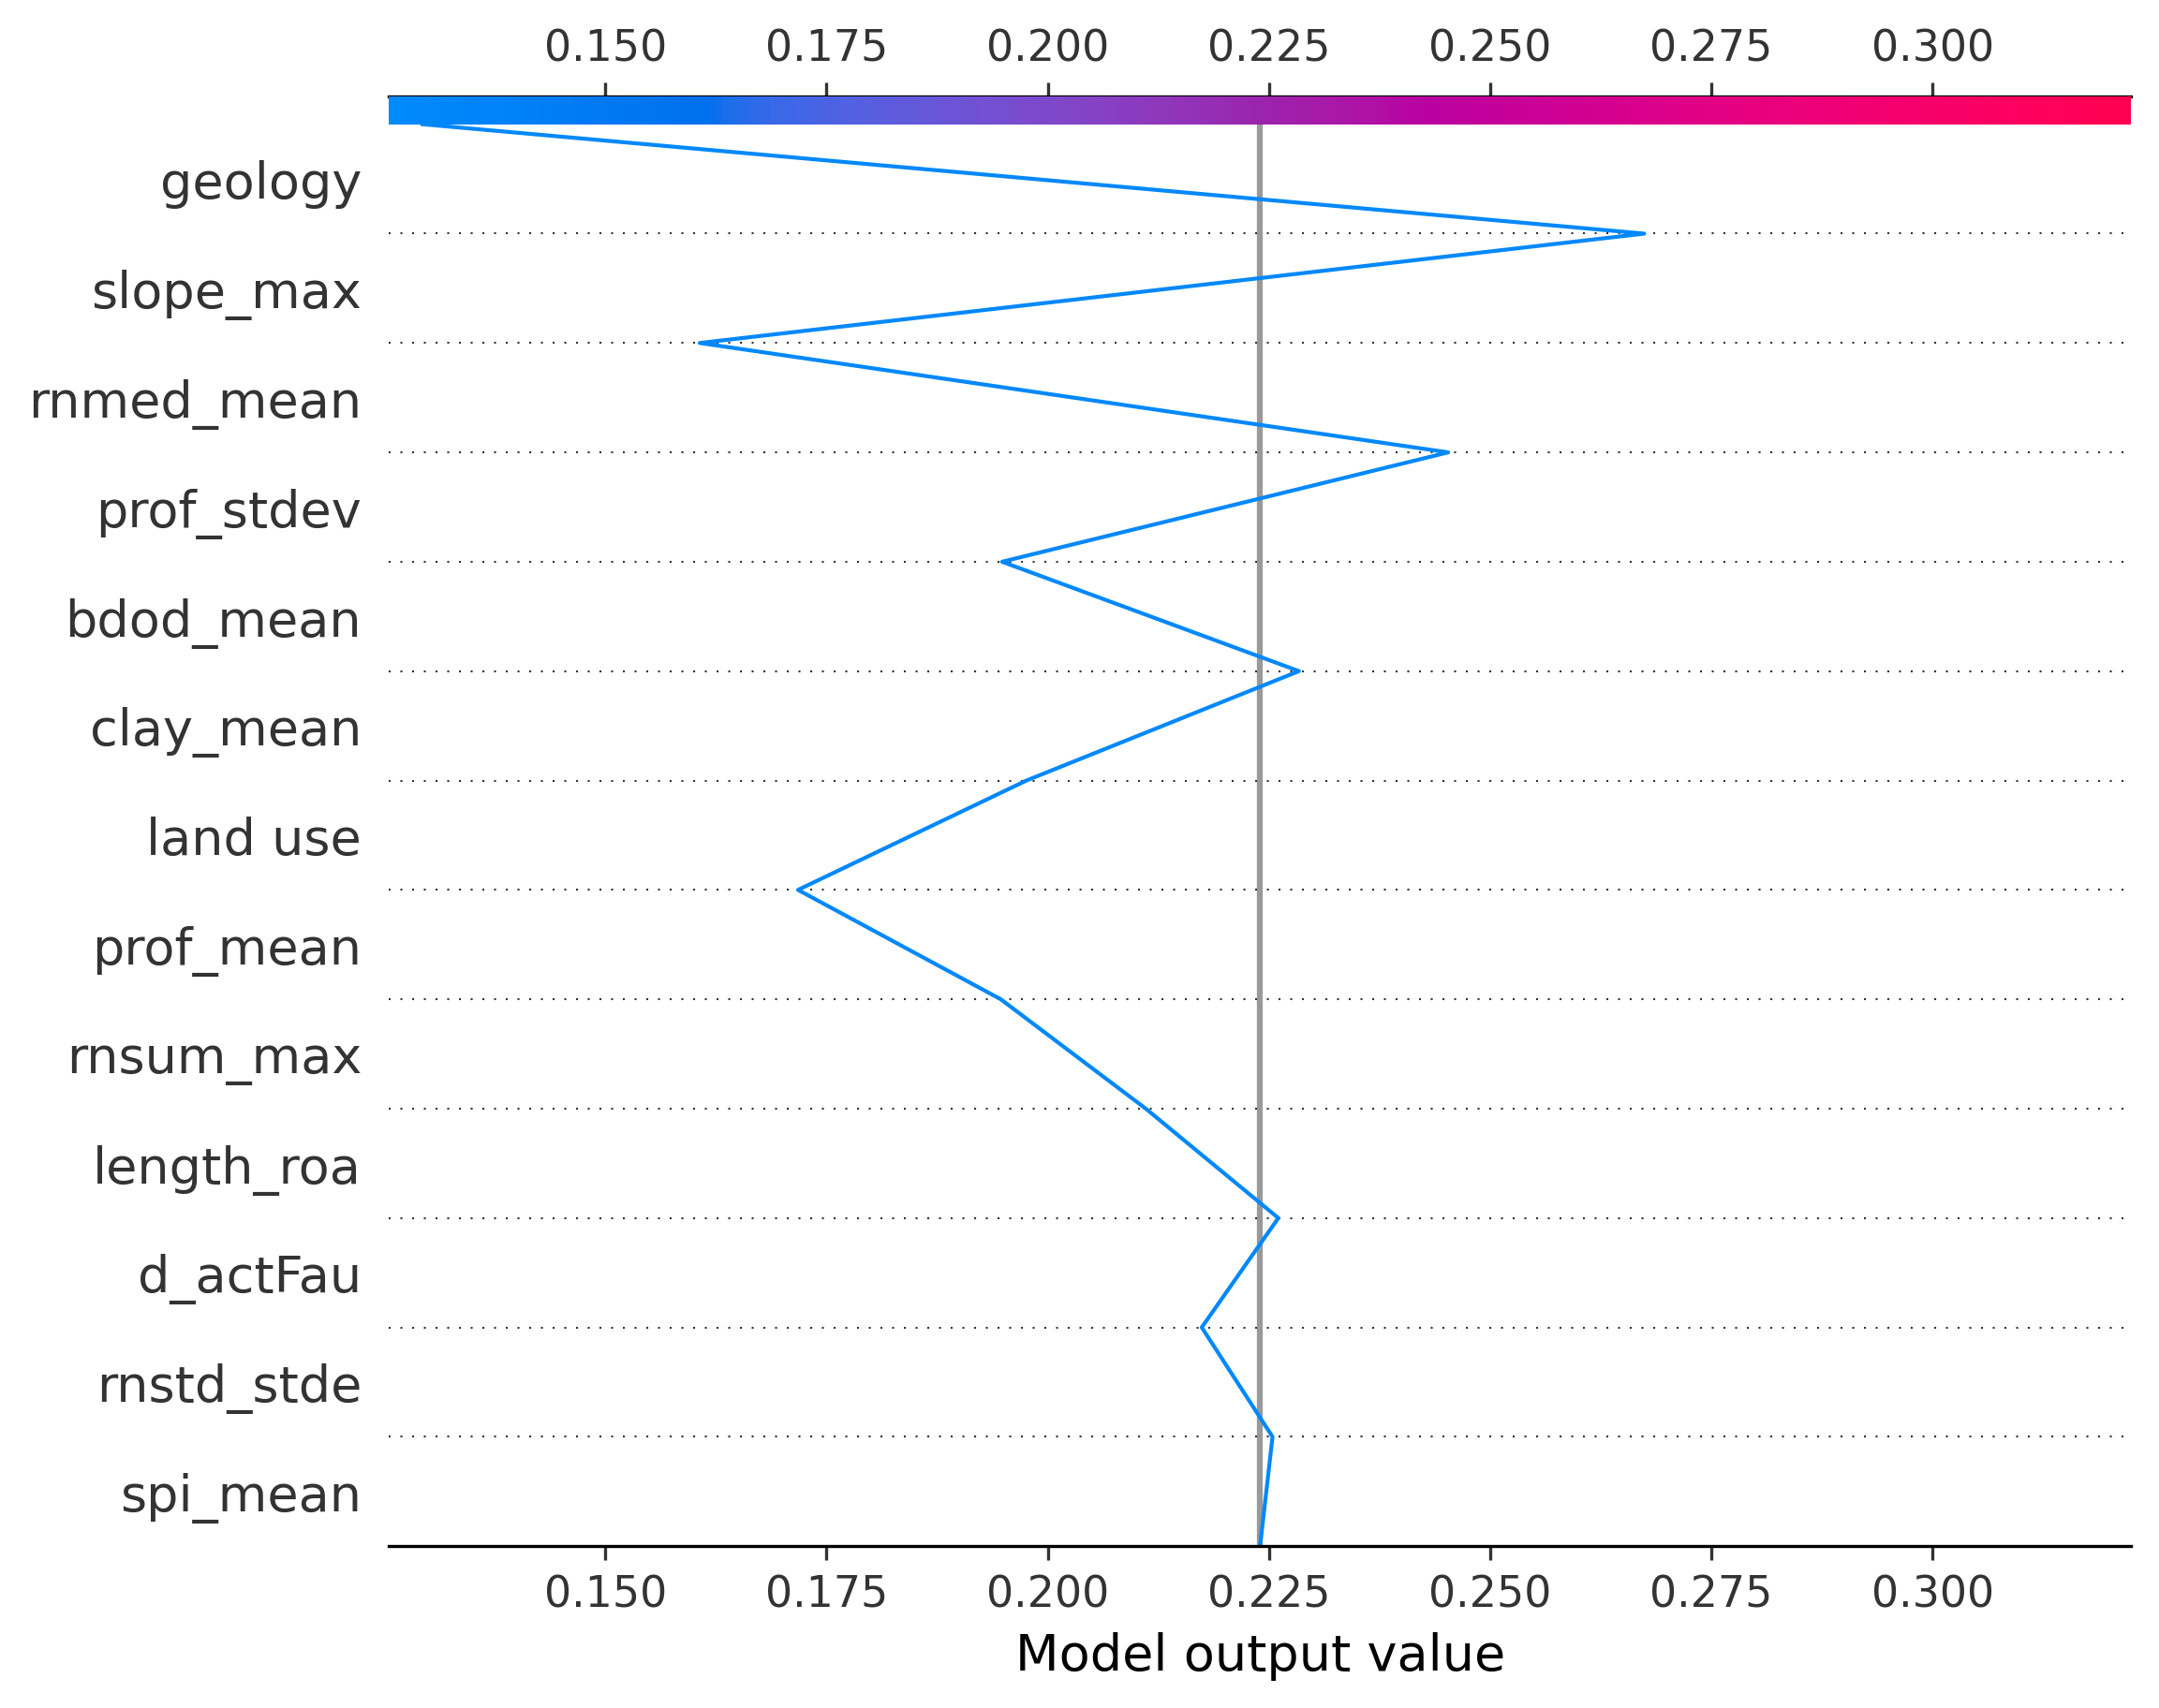 0.150 0.175 0.200 0.225 0.250 0.275 0.300
geology
slope_max
rnmed_mean
prof_stdev
bdod_mean
clay_mean
land use
prof_mean
rnsum_max
length_roa
d_actFau
rnstd_stde
spi_mean
0.150 0.175 0.200 0.225 0.250 0.275 0.300
Model output value